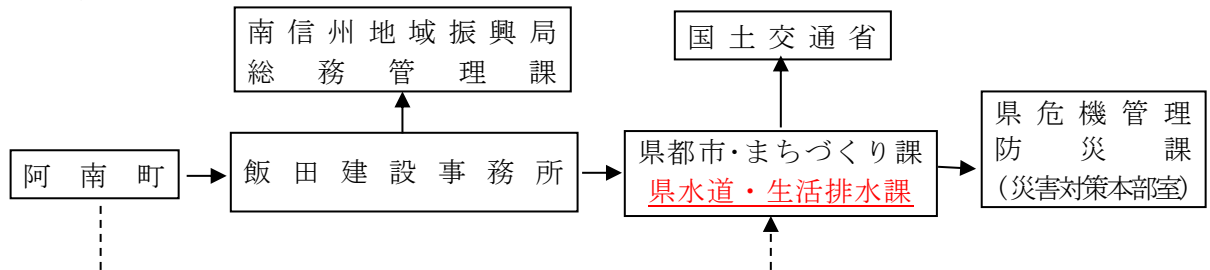 南信州地域振興局
総務管理課
国土交通省
県危機管理
防災課
(災害対策本部室)
阿南町
飯田建設事務所
県都市・まちづくり課
県水道・生活排水課